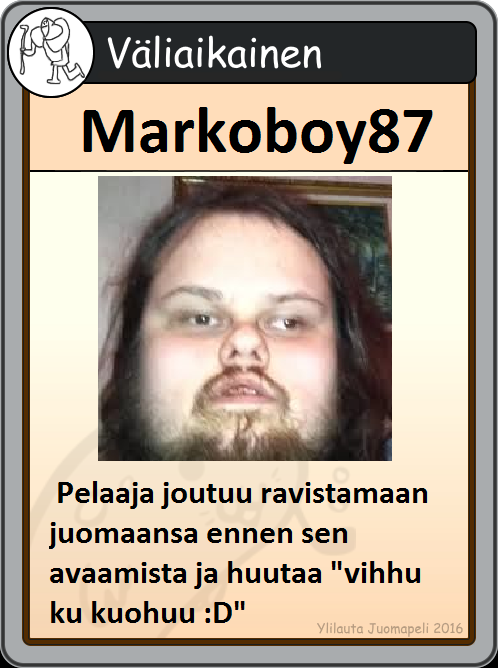 Väliaikainen
Markoboy87
Pelaaja joutuu ravistamaan
juomaansa ennen sen
avaamista ja huutaa "vihhu
ku kuohuu :D"
Ylilauta Juomapeli 2016